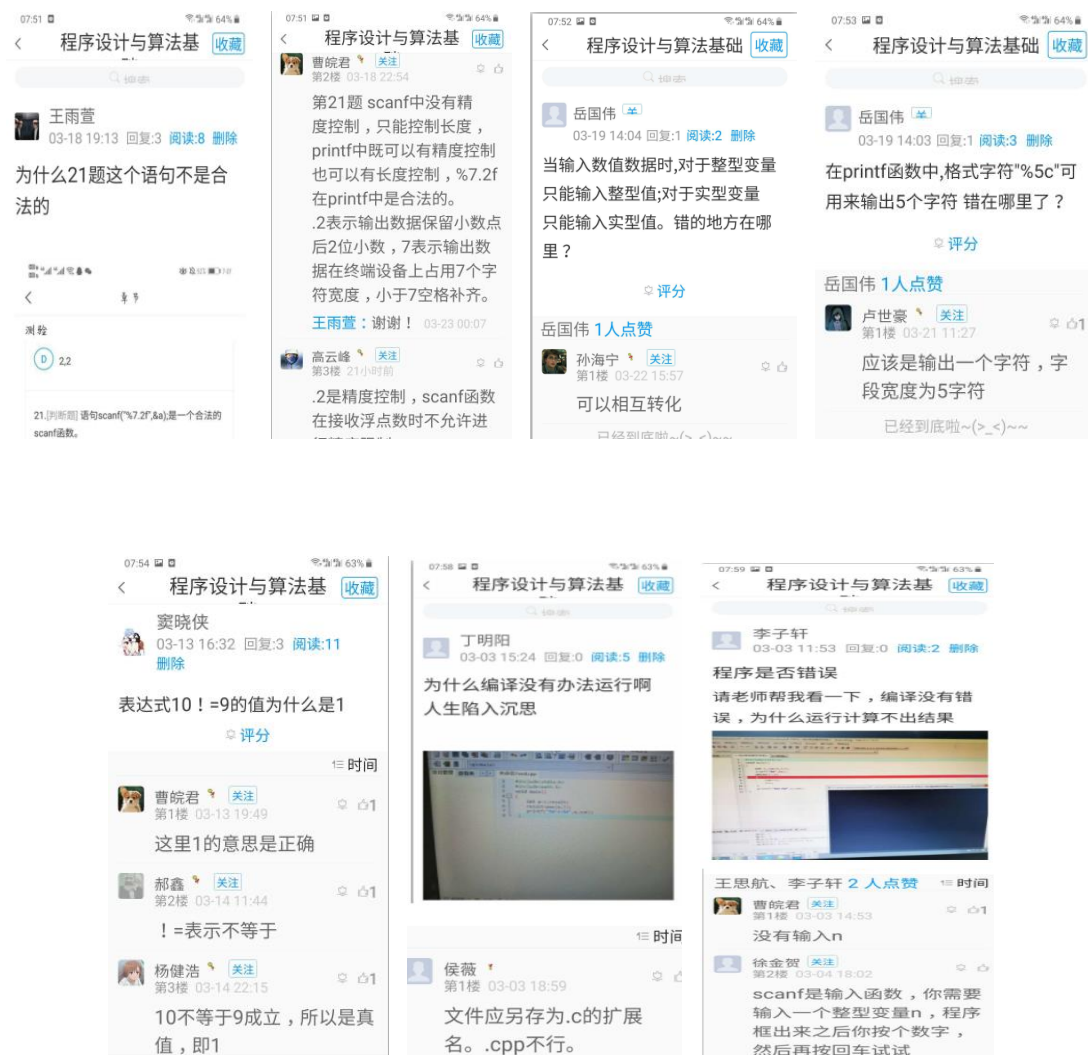 07:51
64%
程序设计与算法基
收藏
王雨萱
03-18 19:13 回复:3 阅读:8 删除
为什么21题这个语句不是合
法的
章节
测验
D 2.2
21.[判断题] 语句scanf("%7.2f",&a);是一个合法的
scanf函数。
07:51
64%
程序设计与算法基
收藏
曹皖君 关注
第2楼 03-18 22:54
第21题 scanf中没有精
度控制，只能控制长度，
printf中既可以有精度控制
也可以有长度控制，%7.2f
在printf中是合法的。
.2表示输出数据保留小数点
后2位小数，7表示输出数
据在终端设备上占用7个字
符宽度，小于7空格补齐。
王雨萱：谢谢！ 03-23 00:07
高云峰 关注
第3楼 21小时前
.2是精度控制，scanf函数
在接收浮点数时不允许进
07:52
64%
程序设计与算法基础
收藏
搜索
岳国伟
03-19 14:04 回复:1 阅读:2 删除
当输入数值数据时,对于整型变量
只能输入整型值;对于实型变量
只能输入实型值。错的地方在哪
里？
评分
岳国伟 1人点赞
孙海宁 关注
第1楼 03-22 15:57
可以相互转化
已经到底啦~(>_<)~~
07:53
64%
程序设计与算法基础
收藏
搜索
岳国伟
03-19 14:03 回复:1 阅读:3 删除
在printf函数中,格式字符"%5c"可
用来输出5个字符 错在哪里了？
评分
岳国伟 1人点赞
卢世豪 关注
第1楼 03-21 11:27
1
应该是输出一个字符，字
段宽度为5字符
已经到底啦~(>_<)~~
07:54
63%
程序设计与算法基
收藏
窦晓侠
03-13 16:32 回复:3 阅读:11
删除
表达式10！=9的值为什么是1
评分
时间
曹皖君 关注
第1楼 03-13 19:49
1
这里1的意思是正确
郝鑫 关注
第2楼 03-14 11:44
1
！=表示不等于
杨健浩 关注
第3楼 03-14 22:15
1
10不等于9成立，所以是真
值，即1
07:58
63%
程序设计与算法基
收藏
丁明阳
03-03 15:24 回复:0 阅读:5 删除
为什么编译没有办法运行啊
人生陷入沉思
时间
侯薇
第1楼 03-03 18:59
文件应另存为.c的扩展
名。.cpp不行。
07:59
63%
程序设计与算法基
收藏
李子轩
03-03 11:53 回复:0 阅读:2 删除
程序是否错误
请老师帮我看一下，编译没有错
误，为什么运行计算不出结果
王思航、李子轩 2 人点赞 时间
曹皖君 关注
第1楼 03-03 14:53
1
没有输入n
徐金贺 关注
第2楼 03-04 18:02
scanf是输入函数，你需要
输入一个整型变量n，程序
框出来之后你按个数字，
然后再按回车试试